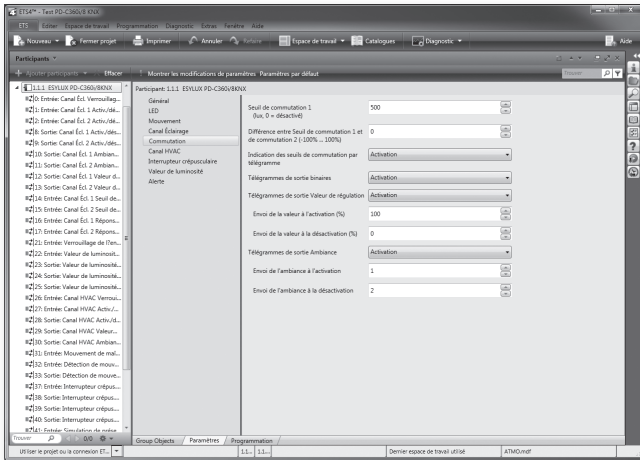 ETS4™ - Test PD-C360i/8 KNX
ETS Editer Espace de travail Programmation Diagnostic Extras Fenêtre Aide
Nouveau Fermer projet Imprimer Annuler Refaire Espace de travail Catalogues Diagnostic Aide
Participants
Ajouter participants Effacer Montrer les modifications de paramètres Paramètres par défaut Trouver
1.1.1 ESYLUX PD-C360i/8KNX
Participant: 1.1.1 ESYLUX PD-C360i/8KNX
0: Entrée: Canal Écl. Verrouillag...
1: Entrée: Canal Écl. 1 Activ./dé...
2: Entrée: Canal Écl. 2 Activ./dé...
8: Sortie: Canal Écl. 1 Activ./dés...
9: Sortie: Canal Écl. 2 Activ./dés...
10: Sortie: Canal Écl. 1 Ambian...
11: Sortie: Canal Écl. 2 Ambian...
12: Sortie: Canal Écl. 1 Valeur d...
13: Sortie: Canal Écl. 2 Valeur d...
14: Entrée: Canal Écl. 1 Seuil de...
15: Entrée: Canal Écl. 2 Seuil de...
16: Entrée: Canal Écl. 1 Répons...
17: Entrée: Canal Écl. 2 Répons...
21: Entrée: Verrouillage de l?en...
22: Entrée: Valeur de luminosit...
23: Sortie: Valeur de luminosité...
24: Sortie: Valeur de luminosité...
25: Sortie: Valeur de luminosité...
26: Entrée: Canal HVAC Verroui...
27: Entrée: Canal HVAC Activ./...
28: Sortie: Canal HVAC Activ./d...
29: Sortie: Canal HVAC Valeur...
30: Sortie: Canal HVAC Ambian...
31: Entrée: Mouvement de maî...
32: Entrée: Détection de mouv...
33: Sortie: Détection de mouve...
37: Entrée: Interrupteur crépus...
38: Sortie: Interrupteur crépus...
39: Sortie: Interrupteur crépus...
40: Sortie: Interrupteur crépus...
41: Entrée: Simulation de prése...
Général
LED
Mouvement
Canal Éclairage
Commutation
Canal HVAC
Interrupteur crépusculaire
Valeur de luminosité
Alerte
Seuil de commutation 1
(lux, 0 = désactivé)
500
Différence entre Seuil de commutation 1 et
de commutation 2 (-100% ... 100%)
0
Indication des seuils de commutation par
télégramme
Activation
Télégrammes de sortie binaires
Activation
Télégrammes de sortie Valeur de régulation
Activation
Envoi de la valeur à l'activation (%)
100
Envoi de la valeur à la désactivation (%)
0
Télégrammes de sortie Ambiance
Activation
Envoi de l'ambiance à l'activation
1
Envoi de l'ambiance à la désactivation
2
Trouver 0/0
Group Objects Paramètres Programmation
Utiliser le projet ou la connexion ET... 1.1... 1.1... Dernier espace de travail utilisé ATMO.mdf